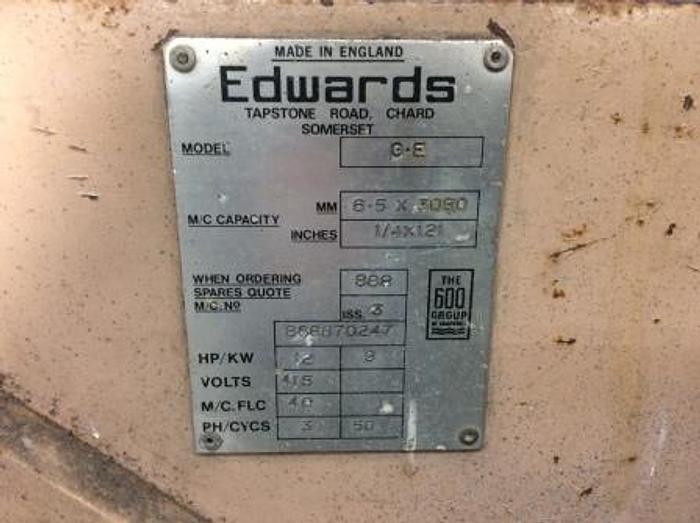 MADE IN ENGLAND
Edwards
TAPSTONE ROAD, CHARD
SOMERSET
MODEL G·E
MM 6·5 X 3080
M/C CAPACITY
INCHES 1/4X121
WHEN ORDERING 868
SPARES QUOTE
M/C.Nº ISS. 3
THE
600
GROUP
868870247
HP/KW 12 9
VOLTS 415
M/C.FLC 40
PH/CYCS 3 50